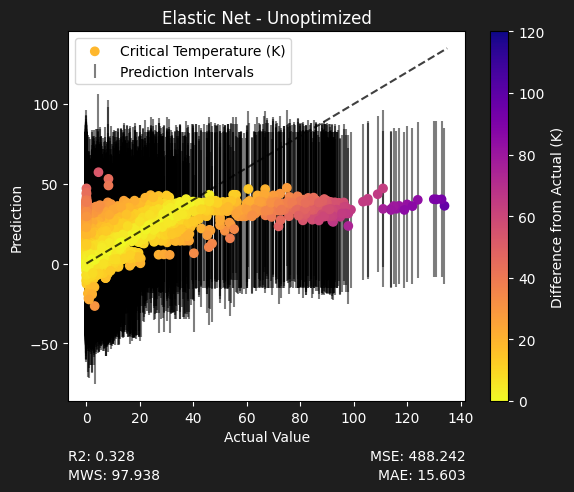 Elastic Net - Unoptimized
Critical Temperature (K)
Prediction Intervals
Prediction
100
50
0
−50
0
20
40
60
80
100
120
140
Actual Value
120
100
80
60
40
20
0
Difference from Actual (K)
R2: 0.328
MSE: 488.242
MWS: 97.938
MAE: 15.603